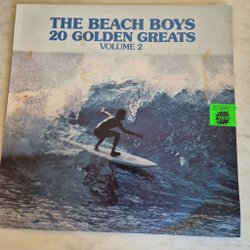 THE BEACH BOYS
20 GOLDEN GREATS
VOLUME 2